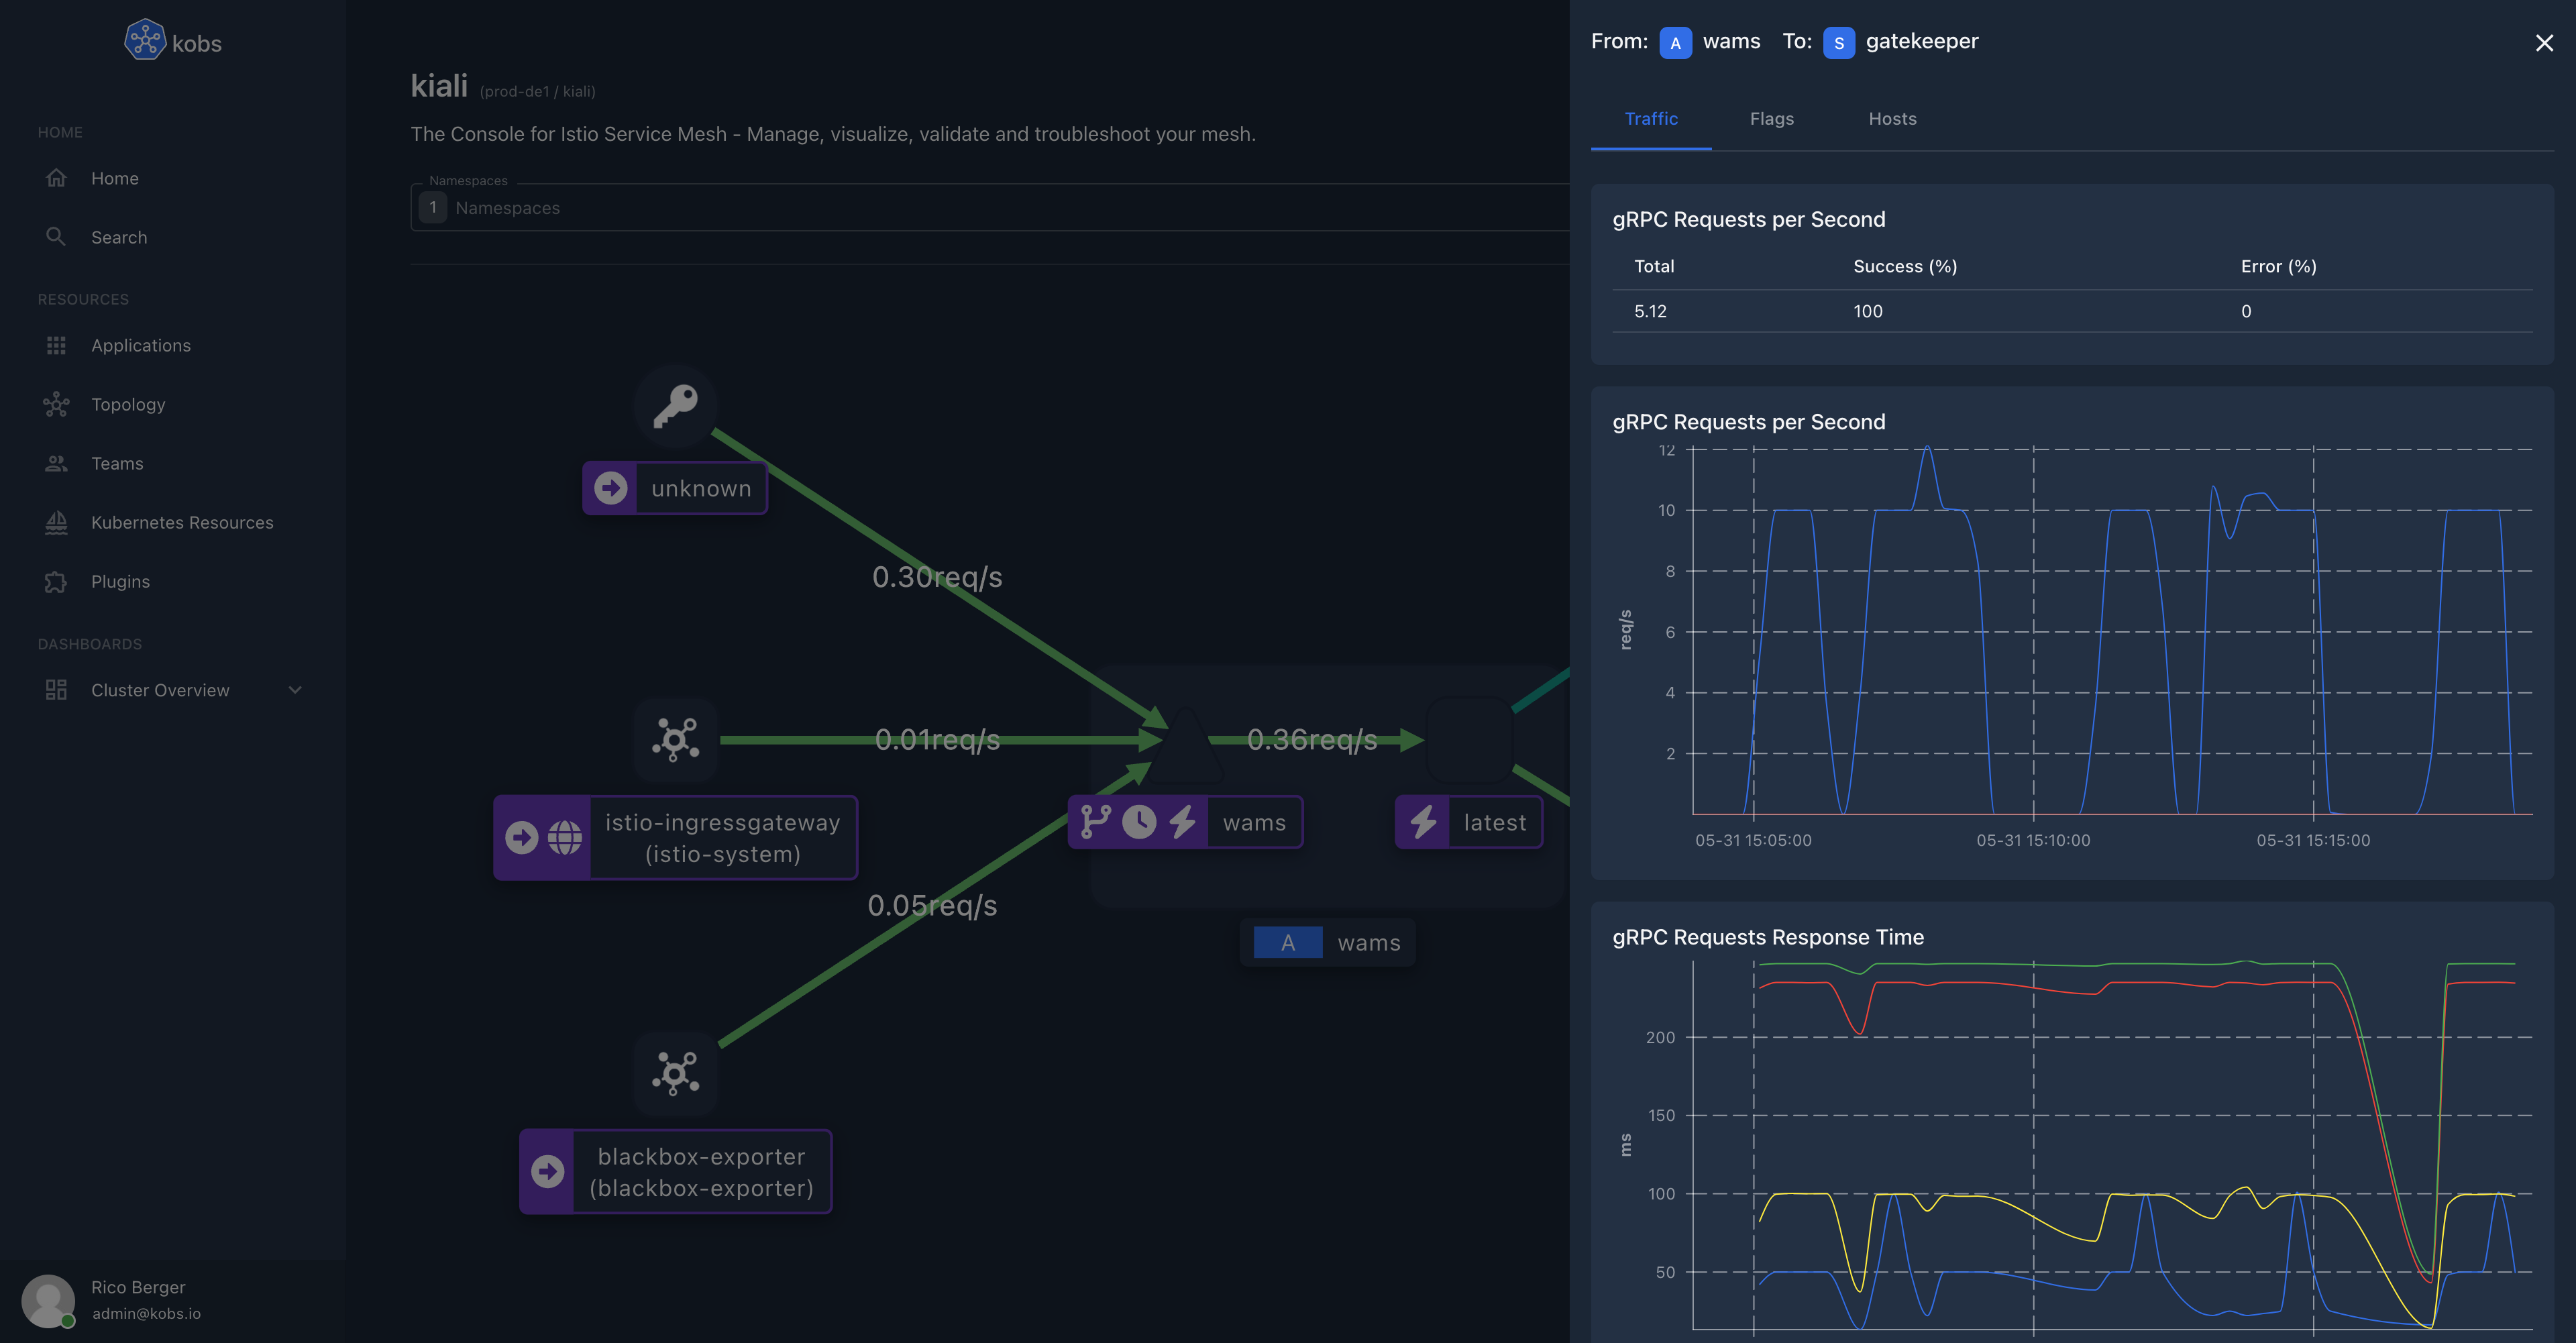 kobs
HOME
Home
Search
RESOURCES
Applications
Topology
Teams
Kubernetes Resources
Plugins
DASHBOARDS
Cluster Overview
Rico Berger
admin@kobs.io
kiali (prod-de1 / kiali)
The Console for Istio Service Mesh - Manage, visualize, validate and troubleshoot your mesh.
Namespaces
1 Namespaces
unknown
0.30req/s
0.01req/s
0.36req/s
istio-ingressgateway
(istio-system)
wams
latest
0.05req/s
A wams
blackbox-exporter
(blackbox-exporter)
From: A wams To: S gatekeeper
Traffic Flags Hosts
gRPC Requests per Second
Total Success (%) Error (%)
5.12 100 0
gRPC Requests per Second
12
10
8
6
4
2
req/s
05-31 15:05:00 05-31 15:10:00 05-31 15:15:00
gRPC Requests Response Time
200
150
100
50
ms